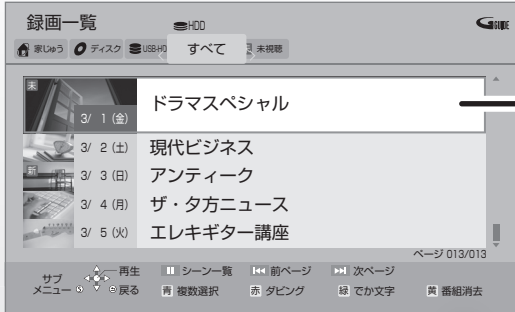 録画一覧 HDD G GUIDE
家じゅう ディスク USB-HD すべて 未視聴
未 3/ 1 (金) ドラマスペシャル
3/ 2 (土) 現代ビジネス
新 3/ 3 (日) アンティーク
3/ 4 (月) ザ・夕方ニュース
3/ 5 (火) エレキギター講座
ページ 013/013
サブメニュー S 再生 戻る シーン一覧 前ページ 次ページ
青 複数選択 赤 ダビング 緑 でか文字 黄 番組消去